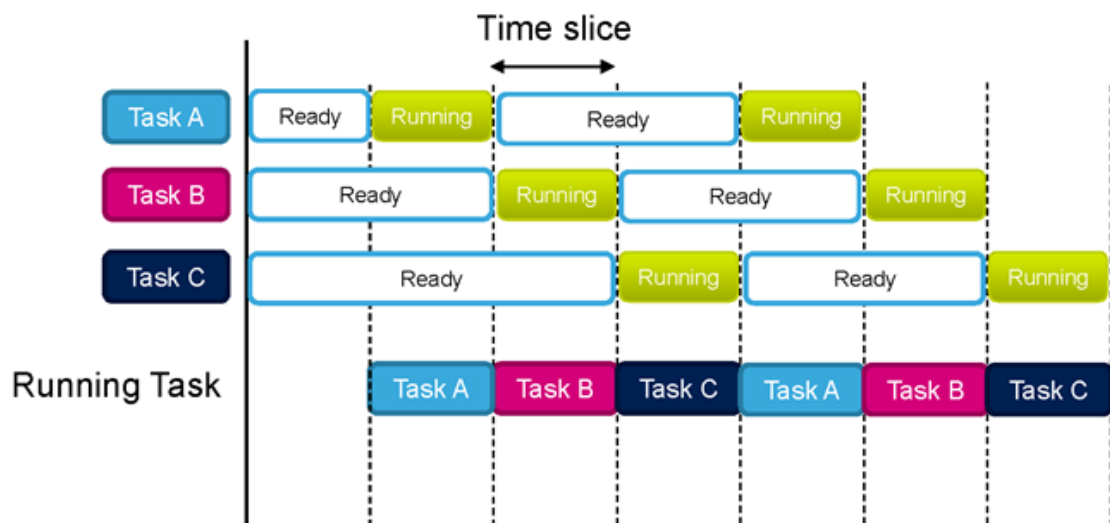 Time slice
Task A
Ready
Running
Ready
Running
Task B
Ready
Running
Ready
Running
Task C
Ready
Running
Ready
Running
Running Task
Task A
Task B
Task C
Task A
Task B
Task C